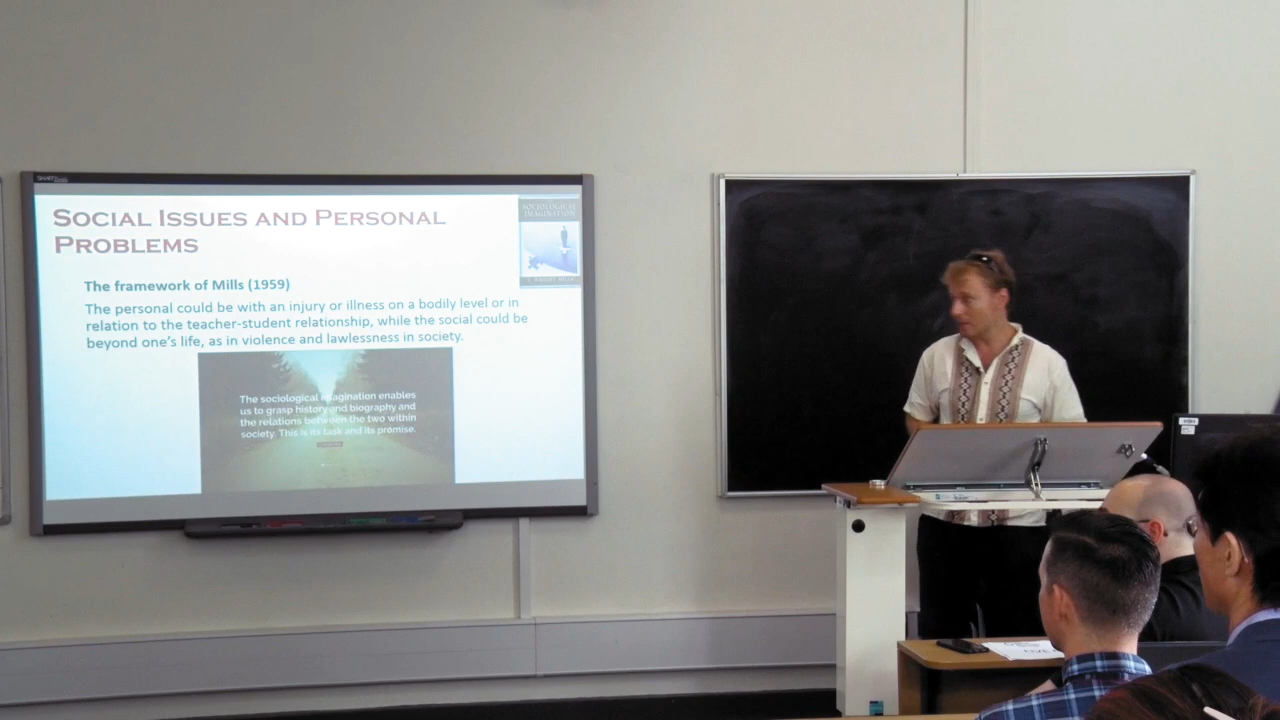 SMART
SOCIAL ISSUES AND PERSONAL
PROBLEMS
SOCIOLOGICAL
IMAGINATION
The framework of Mills (1959)
The personal could be with an injury or illness on a bodily level or in
relation to the teacher-student relationship, while the social could be
beyond one's life, as in violence and lawlessness in society.
The sociological imagination enables
us to grasp history and biography and
the relations between the two within
society. This is its task and its promise.